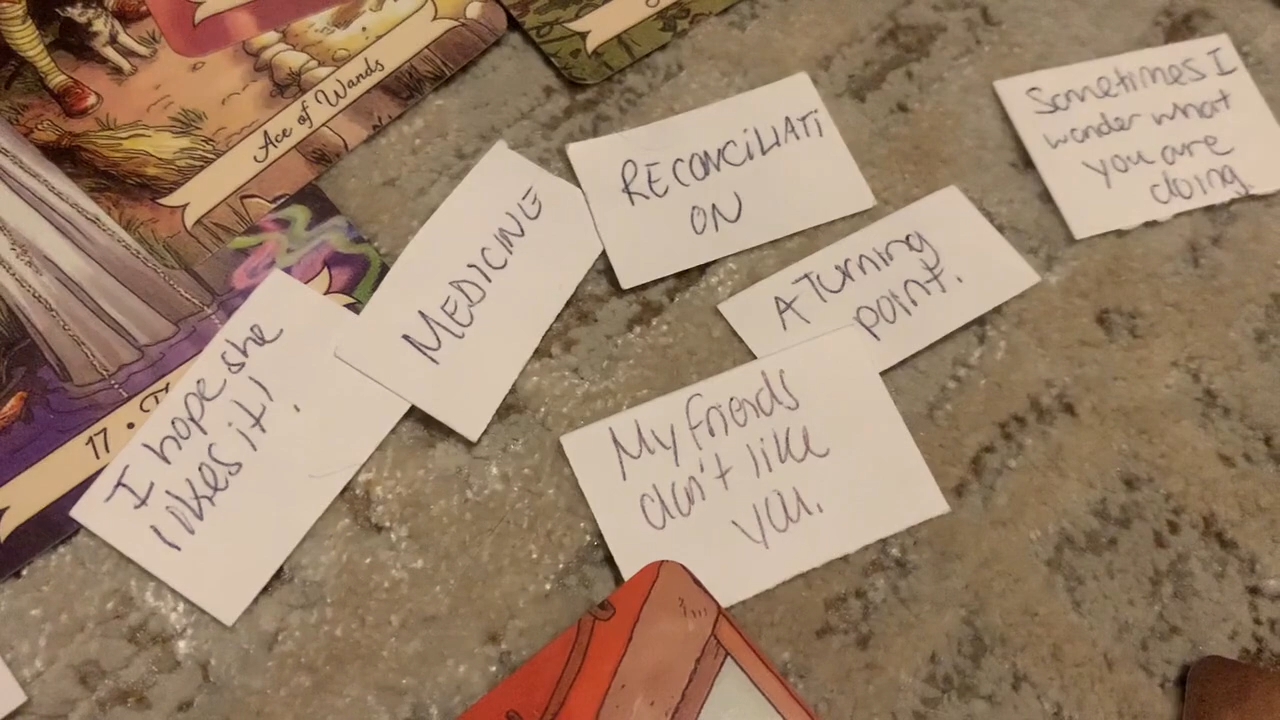 Ace of Wands
RECONCILIATI
ON
Sometimes I
wonder what
you are
doing.
MEDICINE
A Turning
point.
17 •
I hope she
likes it!
My friends
don't like
you.